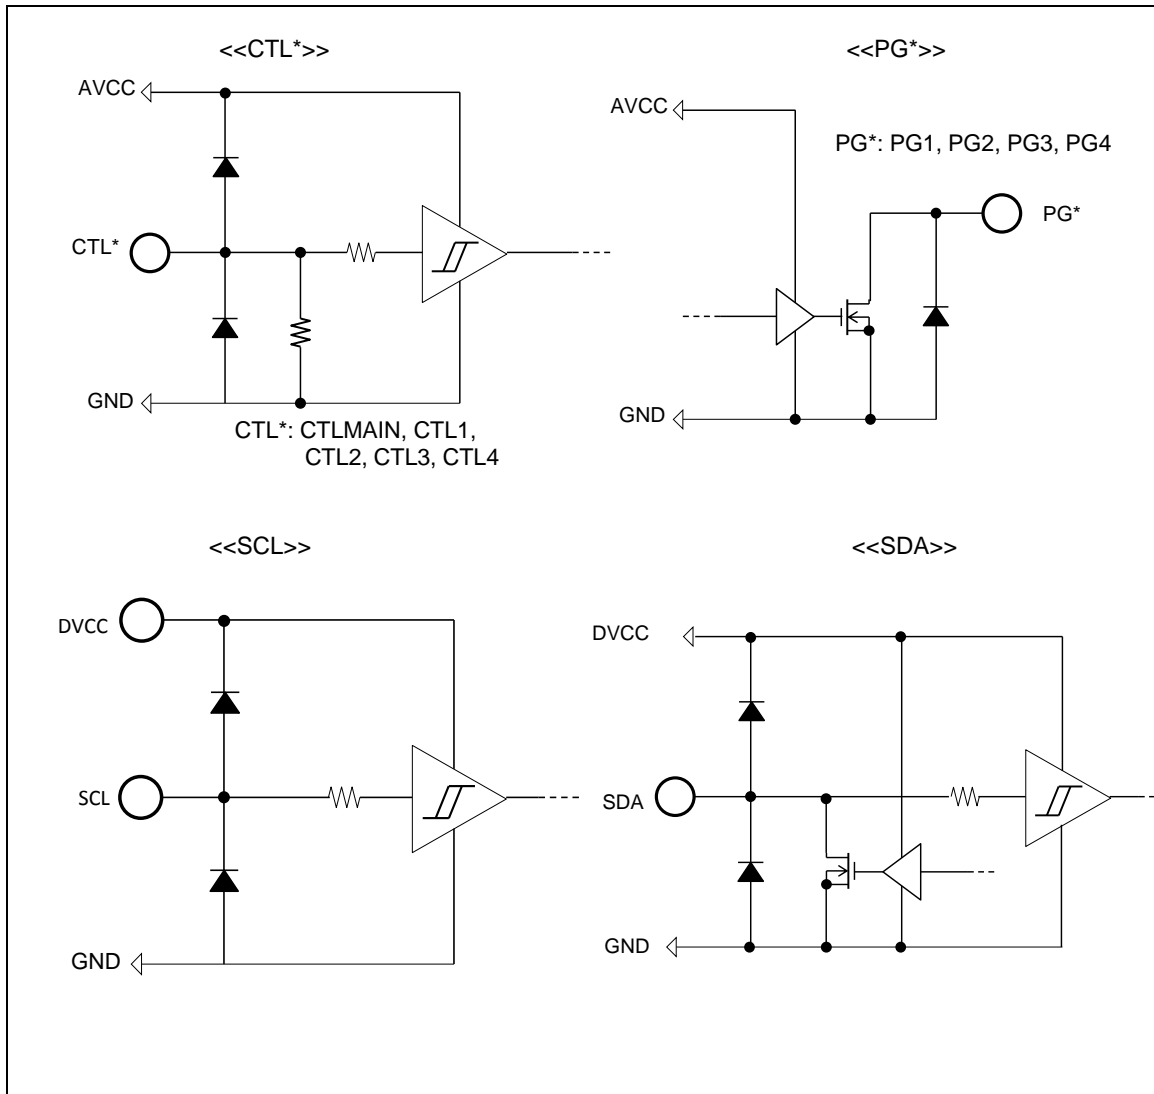 <<CTL*>>
AVCC
CTL*
GND
CTL*: CTLMAIN, CTL1,
CTL2, CTL3, CTL4
<<PG*>>
AVCC
PG*: PG1, PG2, PG3, PG4
PG*
GND
<<SCL>>
DVCC
SCL
GND
<<SDA>>
DVCC
SDA
GND